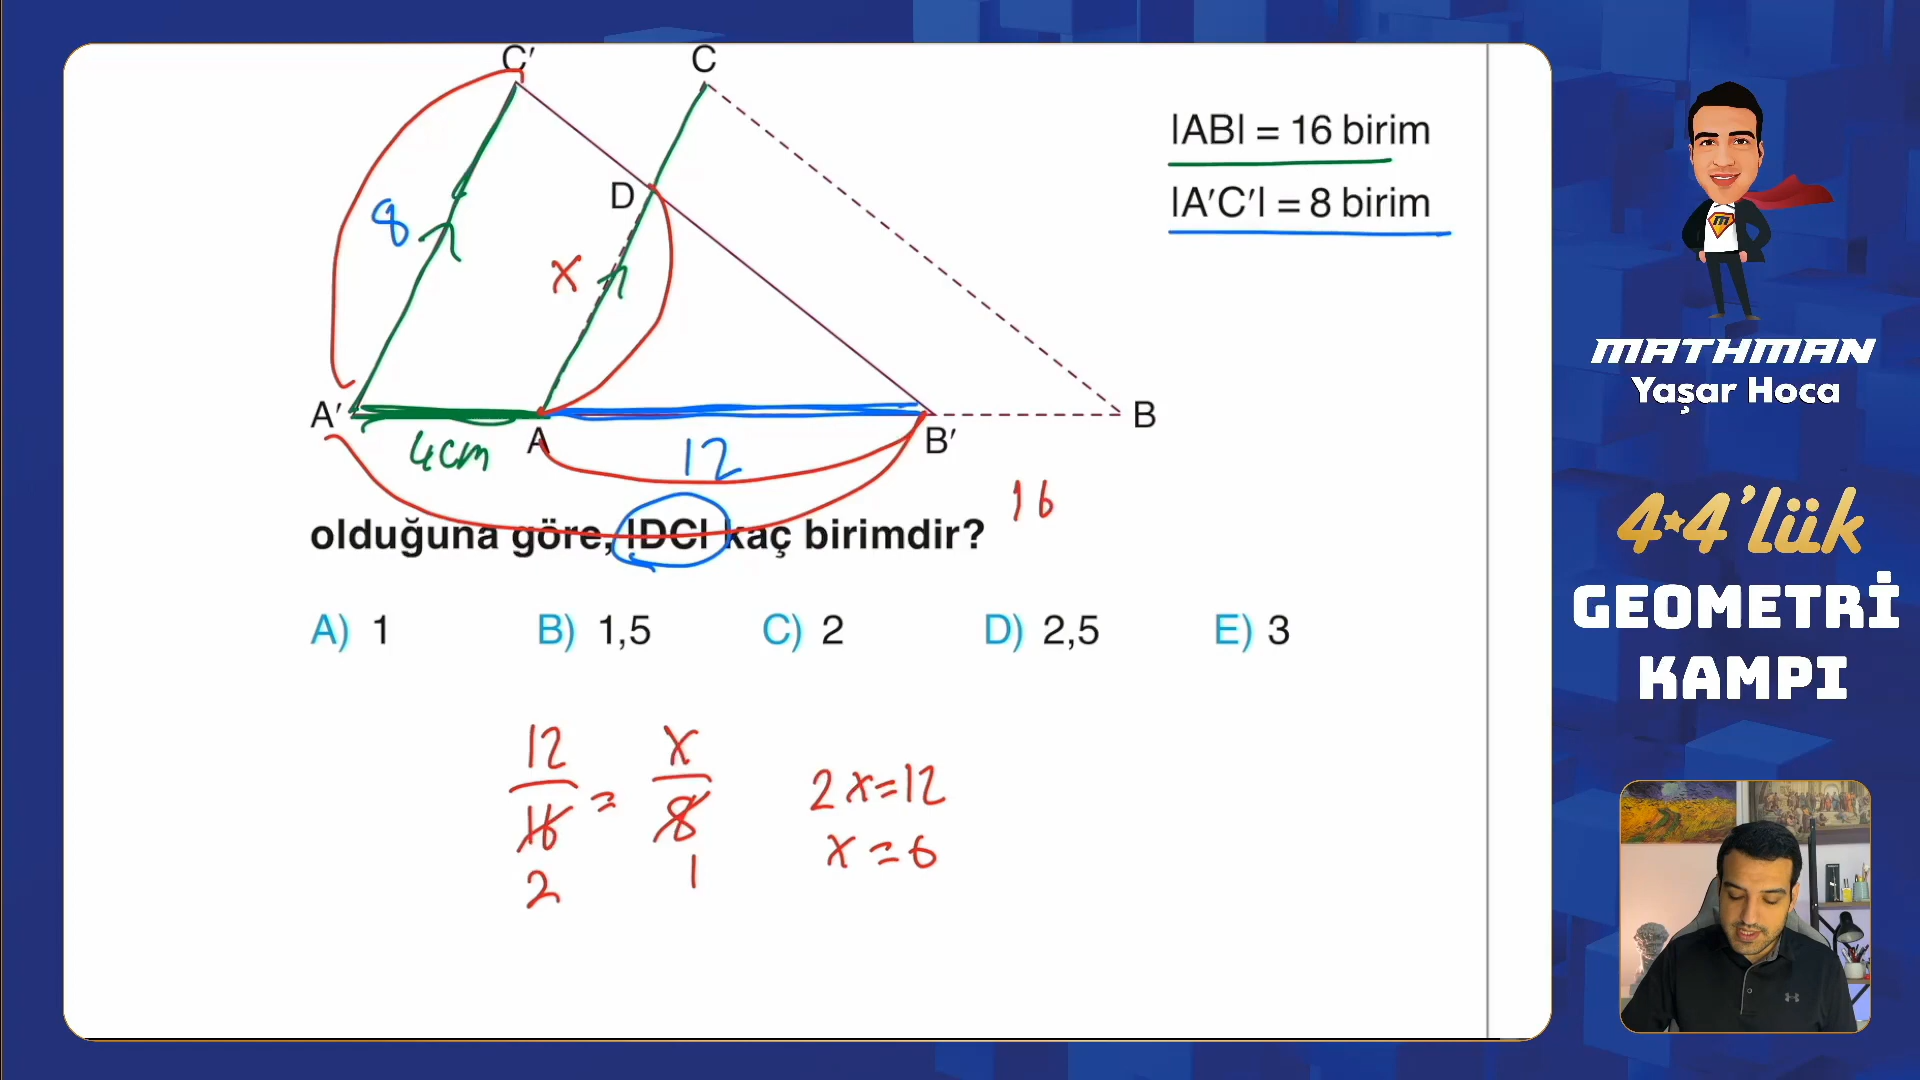 C′ C
|AB| = 16 birim
|A′C′| = 8 birim
8
D
x
A′ A B′ B
4cm
12
16
olduğuna göre, |DC| kaç birimdir?
A) 1 B) 1,5 C) 2 D) 2,5 E) 3
12/16 = x/8
2 1
2x=12
x=6
M
MATHMAN
Yaşar Hoca
4★4'lük
GEOMETRİ
KAMPI